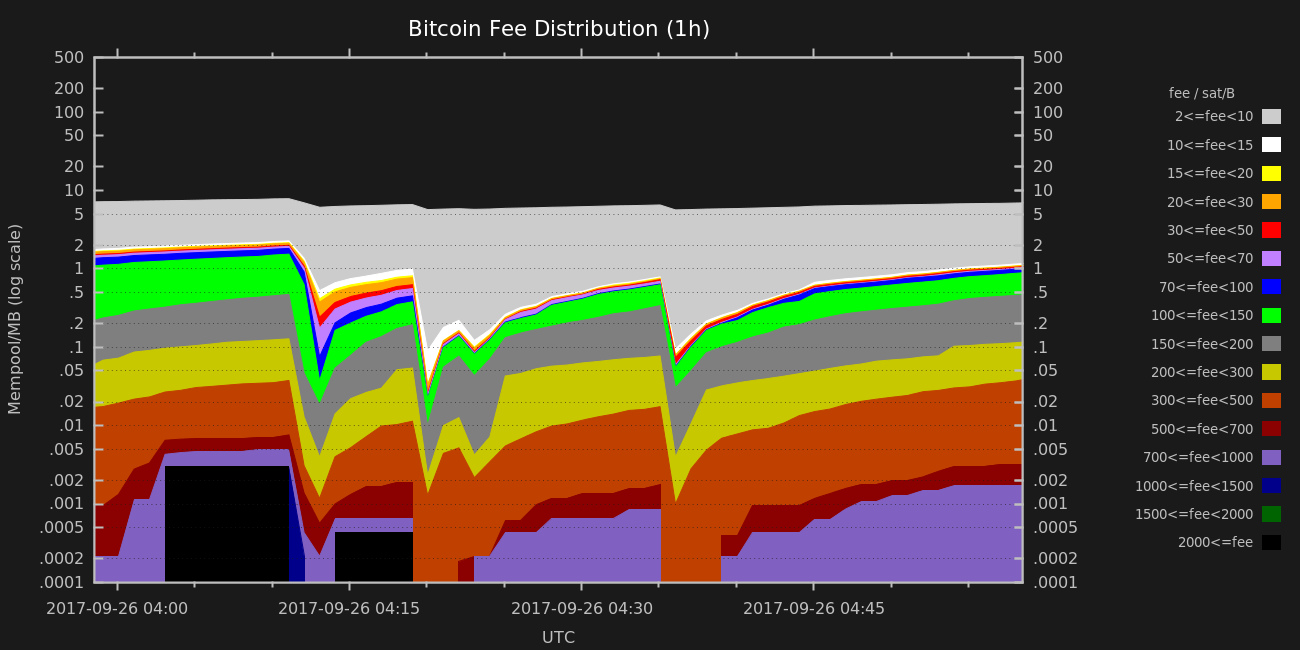 Bitcoin Fee Distribution (1h)
500 500
200 200
100 100
50 50
20 20
10 10
5 5
2 2
1 1
.5 .5
.2 .2
.1 .1
.05 .05
.02 .02
.01 .01
.005 .005
.002 .002
.001 .001
.0005 .0005
.0002 .0002
.0001 .0001
Mempool/MB (log scale)
2017-09-26 04:00 2017-09-26 04:15 2017-09-26 04:30 2017-09-26 04:45
UTC
fee / sat/B
2<=fee<10
10<=fee<15
15<=fee<20
20<=fee<30
30<=fee<50
50<=fee<70
70<=fee<100
100<=fee<150
150<=fee<200
200<=fee<300
300<=fee<500
500<=fee<700
700<=fee<1000
1000<=fee<1500
1500<=fee<2000
2000<=fee